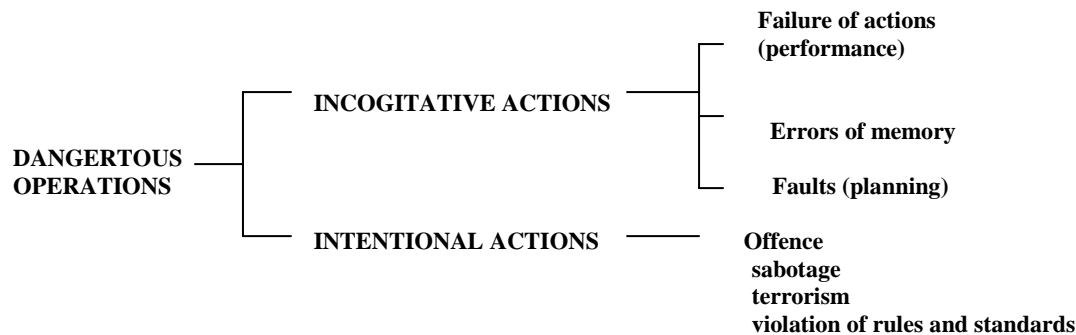 Failure of actions
(performance)
INCOGITATIVE ACTIONS
Errors of memory
DANGERTOUS
OPERATIONS
Faults (planning)
INTENTIONAL ACTIONS
Offence
sabotage
terrorism
violation of rules and standards